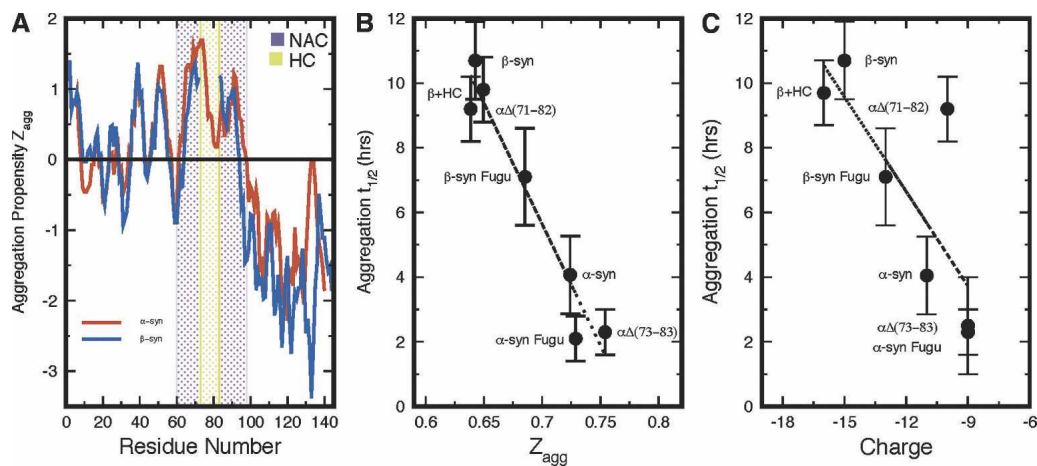 A
NAC
HC
Aggregation Propensity Zagg
1
0
-1
-2
-3
α-syn
β-syn
0 20 40 60 80 100 120 140
Residue Number
B
Aggregation t1/2 (hrs)
12
10
8
6
4
2
0
β-syn
β+HC
αΔ(71-82)
β-syn Fugu
α-syn
αΔ(73-83)
α-syn Fugu
0.6 0.65 0.7 0.75 0.8
Zagg
C
Aggregation t1/2 (hrs)
12
10
8
6
4
2
0
β-syn
β+HC
αΔ(71-82)
β-syn Fugu
α-syn
αΔ(73-83)
α-syn Fugu
-18 -15 -12 -9 -6
Charge